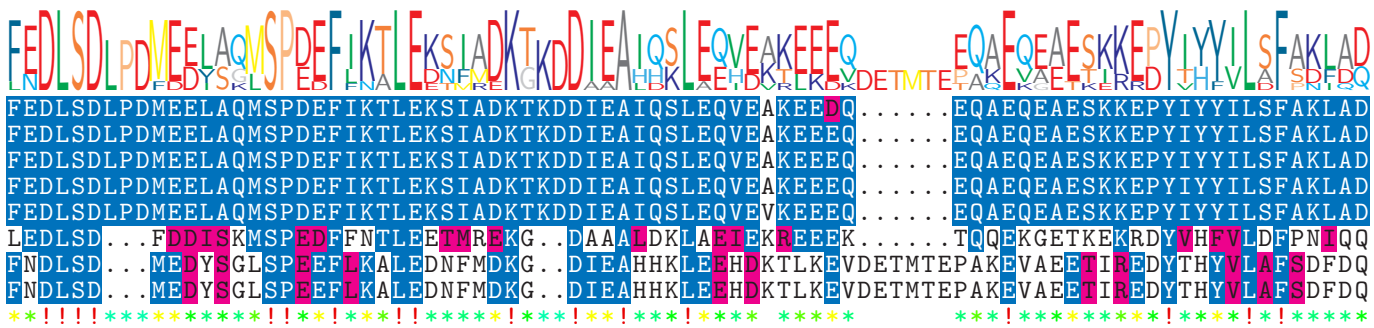 FEDLSDLPDMEELAQMSPDEFIKTLEKSIADKTKDDIEAIQSLEQVEAKEEEQDETMTEEQAEQEAESKKEPYIYYILSFAKLAD
FEDLSDLPDMEELAQMSPDEFIKTLEKSIADKTKDDIEAIQSLEQVEAKEEDQ......EQAEQEAESKKEPYIYYILSFAKLAD
FEDLSDLPDMEELAQMSPDEFIKTLEKSIADKTKDDIEAIQSLEQVEAKEEEQ......EQAEQEAESKKEPYIYYILSFAKLAD
FEDLSDLPDMEELAQMSPDEFIKTLEKSIADKTKDDIEAIQSLEQVEAKEEEQ......EQAEQEAESKKEPYIYYILSFAKLAD
FEDLSDLPDMEELAQMSPDEFIKTLEKSIADKTKDDIEAIQSLEQVEAKEEEQ......EQAEQEAESKKEPYIYYILSFAKLAD
FEDLSDLPDMEELAQMSPDEFIKTLEKSIADKTKDDIEAIQSLEQVEVKEEEQ......EQAEQEAESKKEPYIYYILSFAKLAD
LEDLSD...FDDISKMSPEDFFNTLEETMREKG..DAAALDKLAEIEKREEEK......TQQEKGETKEKRDYVHFVLDFPNIQQ
FNDLSD...MEDYSGLSPEEFLKALEDNFMDKG..DIEAHHKLEEHDKTLKEVDETMTEPAKEVAEETIREDYTHYVLAFSDFDQ
FNDLSD...MEDYSGLSPEEFLKALEDNFMDKG..DIEAHHKLEEHDKTLKEVDETMTEPAKEVAEETIREDYTHYVLAFSDFDQ